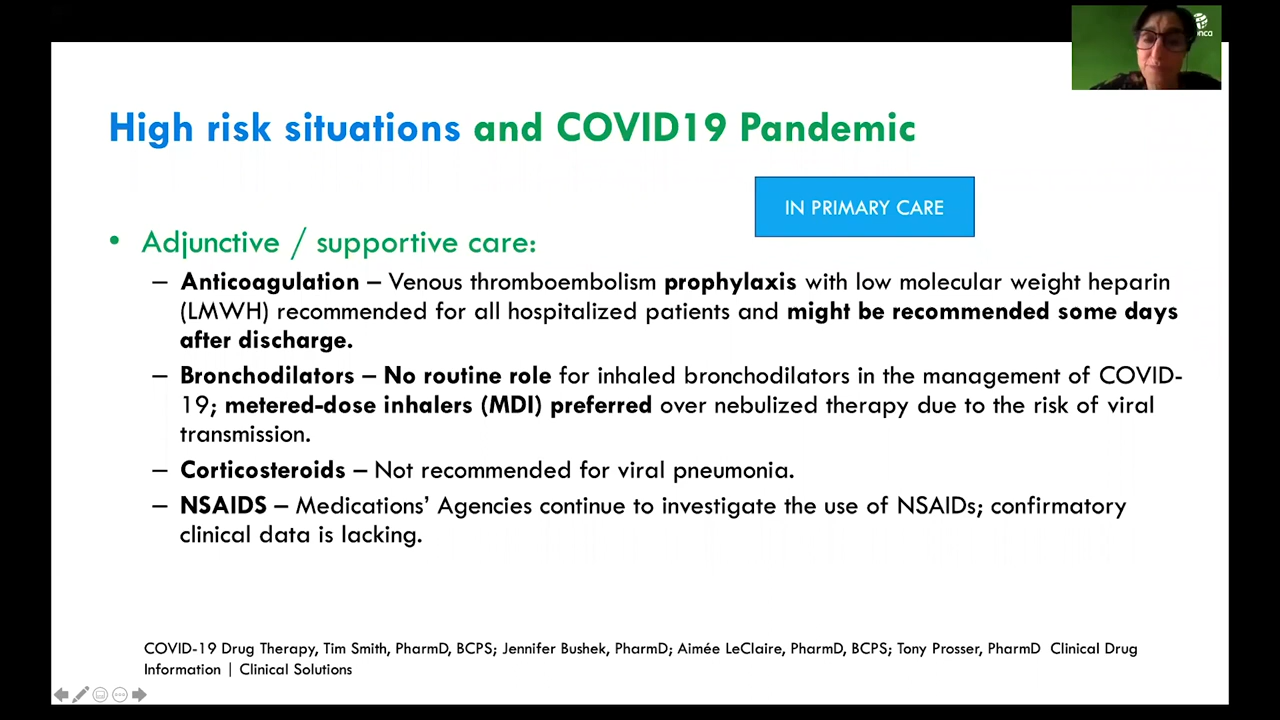 High risk situations and COVID19 Pandemic
IN PRIMARY CARE
• Adjunctive / supportive care:
– Anticoagulation – Venous thromboembolism prophylaxis with low molecular weight heparin
(LMWH) recommended for all hospitalized patients and might be recommended some days
after discharge.
– Bronchodilators – No routine role for inhaled bronchodilators in the management of COVID-
19; metered-dose inhalers (MDI) preferred over nebulized therapy due to the risk of viral
transmission.
– Corticosteroids – Not recommended for viral pneumonia.
– NSAIDS – Medications’ Agencies continue to investigate the use of NSAIDs; confirmatory
clinical data is lacking.
COVID-19 Drug Therapy, Tim Smith, PharmD, BCPS; Jennifer Bushek, PharmD; Aimée LeClaire, PharmD, BCPS; Tony Prosser, PharmD Clinical Drug
Information | Clinical Solutions